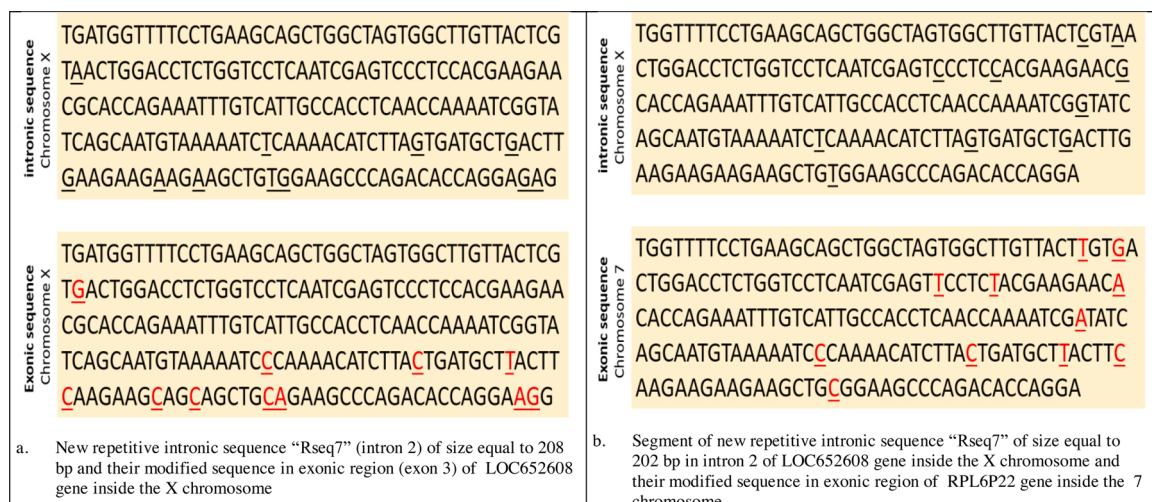 intronic sequence
Chromosome X
TGATGGTTTTCCTGAAGCAGCTGGCTAGTGGCTTGTTACTCG
TAACTGGACCTCTGGTCCTCAATCGAGTCCCTCCACGAAGAA
CGCACCAGAAATTTGTCATTGCCACCTCAACCAAAATCGGTA
TCAGCAATGTAAAAATCTCAAAACATCTTAGTGATGCTGACTT
GAAGAAGAAGAAGCTGTGGAAGCCCAGACACCAGGAGAG
Exonic sequence
Chromosome X
TGATGGTTTTCCTGAAGCAGCTGGCTAGTGGCTTGTTACTCG
TGACTGGACCTCTGGTCCTCAATCGAGTCCCTCCACGAAGAA
CGCACCAGAAATTTGTCATTGCCACCTCAACCAAAATCGGTA
TCAGCAATGTAAAAATCCCAAAACATCTTACTGATGCTTACTT
CAAGAAGCAGCAGCTGCAGAAGCCCAGACACCAGGAAGG
a. New repetitive intronic sequence “Rseq7” (intron 2) of size equal to 208
bp and their modified sequence in exonic region (exon 3) of LOC652608
gene inside the X chromosome
intronic sequence
Chromosome X
TGGTTTTCCTGAAGCAGCTGGCTAGTGGCTTGTTACTCGTAA
CTGGACCTCTGGTCCTCAATCGAGTCCCTCCACGAAGAACG
CACCAGAAATTTGTCATTGCCACCTCAACCAAAATCGGTATC
AGCAATGTAAAAATCTCAAAACATCTTAGTGATGCTGACTTG
AAGAAGAAGAAGCTGTGGAAGCCCAGACACCAGGA
Exonic sequence
Chromosome 7
TGGTTTTCCTGAAGCAGCTGGCTAGTGGCTTGTTACTTGTGA
CTGGACCTCTGGTCCTCAATCGAGTTCCTCTACGAAGAACA
CACCAGAAATTTGTCATTGCCACCTCAACCAAAATCGATATC
AGCAATGTAAAAATCCCAAAACATCTTACTGATGCTTACTTC
AAGAAGAAGAAGCTGCGGAAGCCCAGACACCAGGA
b. Segment of new repetitive intronic sequence “Rseq7” of size equal to
202 bp in intron 2 of LOC652608 gene inside the X chromosome and
their modified sequence in exonic region of RPL6P22 gene inside the 7
chromosome